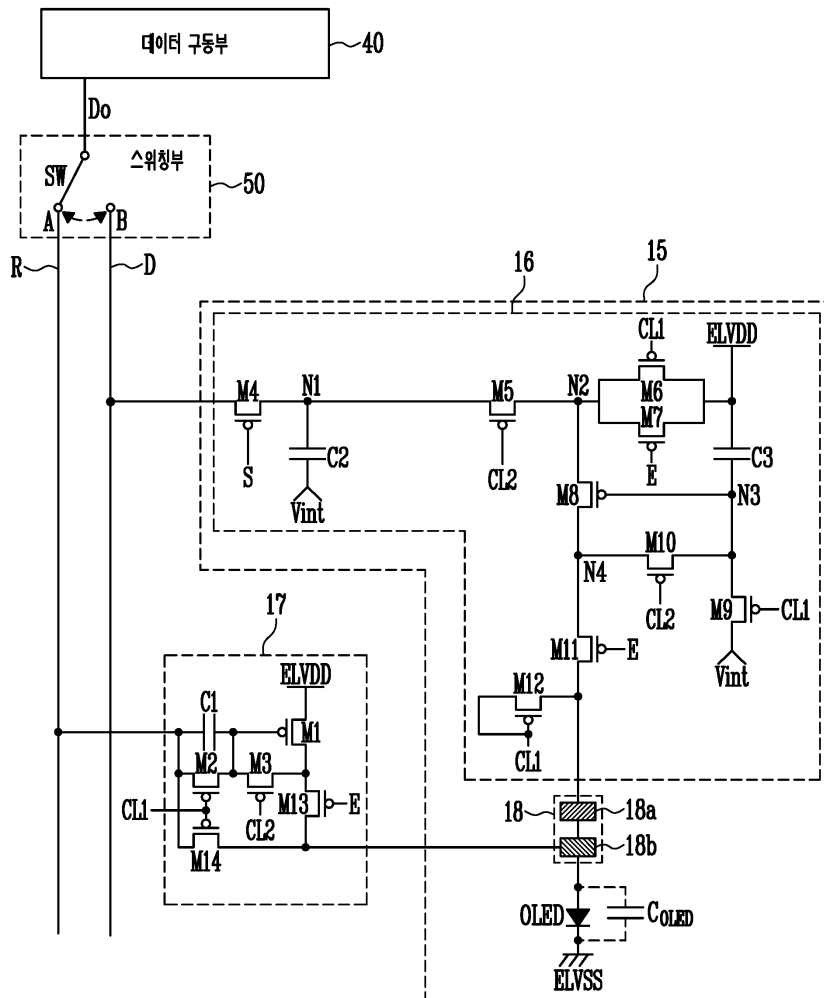 데이터 구동부
40
Do
스위칭부
SW
50
A
B
R
D
15
16
CL1
ELVDD
M4
N1
M5
N2
M6
M7
C2
C3
S
CL2
E
Vint
M8
N3
M10
N4
CL2
M9
CL1
M11
E
Vint
17
ELVDD
M12
C1
M1
CL1
M2
M3
M13
E
CL1
CL2
M14
18
18a
18b
OLED
COLED
ELVSS